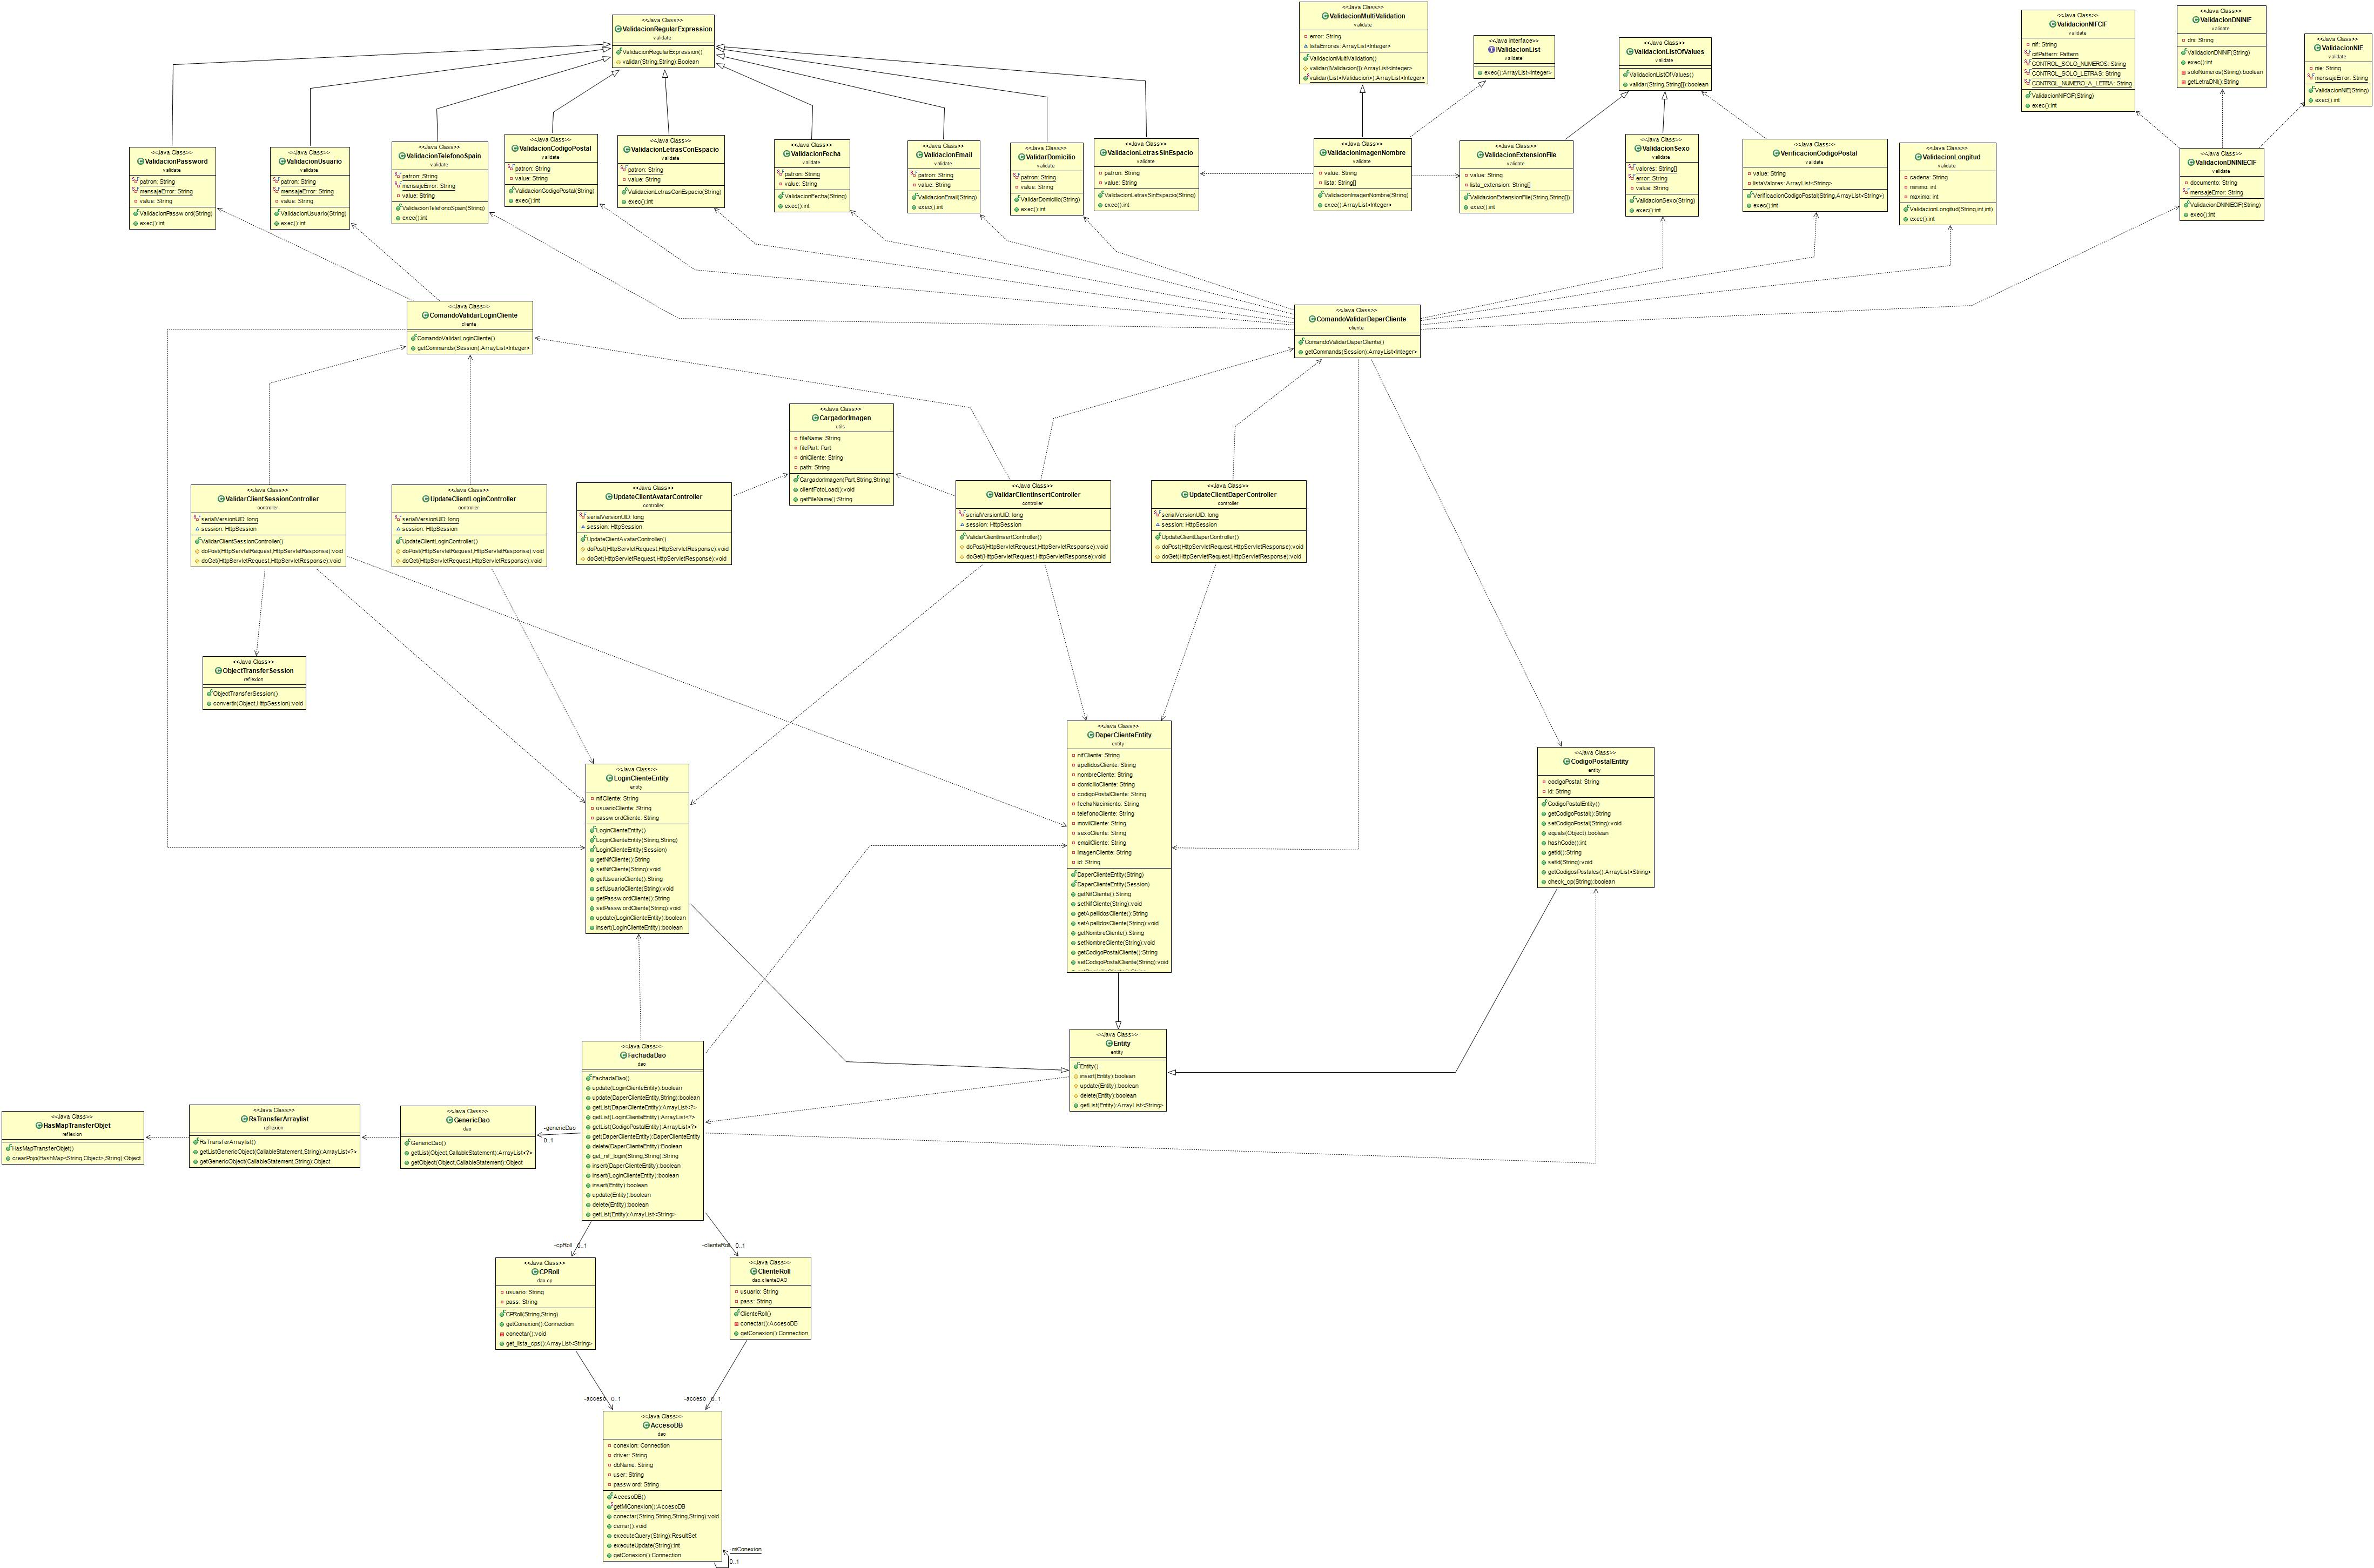 <<Java Class>>
ValidacionRegularExpression
validate
ValidacionRegularExpression()
validar(String,String):Boolean
<<Java Class>>
ValidacionMultiValidation
validate
error: String
listaErrores: ArrayList<Integer>
ValidacionMultiValidation()
validar(IValidacion[]):ArrayList<Integer>
validar(List<IValidacion>):ArrayList<Integer>
<<Java Interface>>
IValidacionList
validate
exec():ArrayList<Integer>
<<Java Class>>
ValidacionListOfValues
validate
ValidacionListOfValues()
validar(String,String[]):boolean
<<Java Class>>
ValidacionNIFCIF
validate
nif: String
cifPattern: Pattern
CONTROL_SOLO_NUMEROS: String
CONTROL_SOLO_LETRAS: String
CONTROL_NUMERO_A_LETRA: String
ValidacionNIFCIF(String)
exec():int
<<Java Class>>
ValidacionDNINIF
validate
dni: String
ValidacionDNINIF(String)
exec():int
soloNumeros(String):boolean
getLetraDNI():String
<<Java Class>>
ValidacionNIE
validate
nie: String
mensajeError: String
ValidacionNIE(String)
exec():int
<<Java Class>>
ValidacionPassword
validate
patron: String
mensajeError: String
value: String
ValidacionPassword(String)
exec():int
<<Java Class>>
ValidacionUsuario
validate
patron: String
mensajeError: String
value: String
ValidacionUsuario(String)
exec():int
<<Java Class>>
ValidacionTelefonoSpain
validate
patron: String
mensajeError: String
value: String
ValidacionTelefonoSpain(String)
exec():int
<<Java Class>>
ValidacionCodigoPostal
validate
patron: String
value: String
ValidacionCodigoPostal(String)
exec():int
<<Java Class>>
ValidacionLetrasConEspacio
validate
patron: String
value: String
ValidacionLetrasConEspacio(String)
exec():int
<<Java Class>>
ValidacionFecha
validate
patron: String
value: String
ValidacionFecha(String)
exec():int
<<Java Class>>
ValidacionEmail
validate
patron: String
value: String
ValidacionEmail(String)
exec():int
<<Java Class>>
ValidarDomicilio
validate
patron: String
value: String
ValidarDomicilio(String)
exec():int
<<Java Class>>
ValidacionLetrasSinEspacio
validate
patron: String
value: String
ValidacionLetrasSinEspacio(String)
exec():int
<<Java Class>>
ValidacionImagenNombre
validate
value: String
lista: String[]
ValidacionImagenNombre(String)
exec():ArrayList<Integer>
<<Java Class>>
ValidacionExtensionFile
validate
value: String
lista_extension: String[]
ValidacionExtensionFile(String,String[])
exec():int
<<Java Class>>
ValidacionSexo
validate
valores: String[]
error: String
value: String
ValidacionSexo(String)
exec():int
<<Java Class>>
VerificacionCodigoPostal
validate
value: String
listaValores: ArrayList<String>
VerificacionCodigoPostal(String,ArrayList<String>)
exec():int
<<Java Class>>
ValidacionLongitud
validate
cadena: String
minimo: int
maximo: int
ValidacionLongitud(String,int,int)
exec():int
<<Java Class>>
ValidacionDNINIECIF
validate
documento: String
mensajeError: String
ValidacionDNINIECIF(String)
exec():int
<<Java Class>>
ComandoValidarLoginCliente
cliente
ComandoValidarLoginCliente()
getCommands(Session):ArrayList<Integer>
<<Java Class>>
ComandoValidarDaperCliente
cliente
ComandoValidarDaperCliente()
getCommands(Session):ArrayList<Integer>
<<Java Class>>
CargadorImagen
utils
fileName: String
filePart: Part
dniCliente: String
path: String
CargadorImagen(Part,String,String)
clientFotoLoad():void
getFileName():String
<<Java Class>>
ValidarClientSessionController
controller
serialVersionUID: long
session: HttpSession
ValidarClientSessionController()
doPost(HttpServletRequest,HttpServletResponse):void
doGet(HttpServletRequest,HttpServletResponse):void
<<Java Class>>
UpdateClientLoginController
controller
serialVersionUID: long
session: HttpSession
UpdateClientLoginController()
doPost(HttpServletRequest,HttpServletResponse):void
doGet(HttpServletRequest,HttpServletResponse):void
<<Java Class>>
UpdateClientAvatarController
controller
serialVersionUID: long
session: HttpSession
UpdateClientAvatarController()
doPost(HttpServletRequest,HttpServletResponse):void
doGet(HttpServletRequest,HttpServletResponse):void
<<Java Class>>
ValidarClientInsertController
controller
serialVersionUID: long
session: HttpSession
ValidarClientInsertController()
doPost(HttpServletRequest,HttpServletResponse):void
doGet(HttpServletRequest,HttpServletResponse):void
<<Java Class>>
UpdateClientDaperController
controller
serialVersionUID: long
session: HttpSession
UpdateClientDaperController()
doPost(HttpServletRequest,HttpServletResponse):void
doGet(HttpServletRequest,HttpServletResponse):void
<<Java Class>>
ObjectTransferSession
reflexion
ObjectTransferSession()
convertir(Object,HttpSession):void
<<Java Class>>
LoginClienteEntity
entity
nifCliente: String
usuarioCliente: String
passwordCliente: String
LoginClienteEntity()
LoginClienteEntity(String,String)
LoginClienteEntity(Session)
getNifCliente():String
setNifCliente(String):void
getUsuarioCliente():String
setUsuarioCliente(String):void
getPasswordCliente():String
setPasswordCliente(String):void
update(LoginClienteEntity):boolean
insert(LoginClienteEntity):boolean
<<Java Class>>
DaperClienteEntity
entity
nifCliente: String
apellidosCliente: String
nombreCliente: String
domicilioCliente: String
codigoPostalCliente: String
fechaNacimiento: String
telefonoCliente: String
movilCliente: String
sexoCliente: String
emailCliente: String
imagenCliente: String
id: String
DaperClienteEntity(String)
DaperClienteEntity(Session)
getNifCliente():String
setNifCliente(String):void
getApellidosCliente():String
setApellidosCliente(String):void
getNombreCliente():String
setNombreCliente(String):void
getCodigoPostalCliente():String
setCodigoPostalCliente(String):void
<<Java Class>>
CodigoPostalEntity
entity
codigoPostal: String
id: String
CodigoPostalEntity()
getCodigoPostal():String
setCodigoPostal(String):void
equals(Object):boolean
hashCode():int
getId():String
setId(String):void
getCodigosPostales():ArrayList<String>
check_cp(String):boolean
<<Java Class>>
Entity
entity
Entity()
insert(Entity):boolean
update(Entity):boolean
delete(Entity):boolean
getList(Entity):ArrayList<String>
<<Java Class>>
FachadaDao
dao
FachadaDao()
update(LoginClienteEntity):boolean
update(DaperClienteEntity,String):boolean
getList(DaperClienteEntity):ArrayList<?>
getList(LoginClienteEntity):ArrayList<?>
getList(CodigoPostalEntity):ArrayList<?>
get(DaperClienteEntity):DaperClienteEntity
delete(DaperClienteEntity):Boolean
get_nif_login(String,String):String
insert(DaperClienteEntity):boolean
insert(LoginClienteEntity):boolean
insert(Entity):boolean
update(Entity):boolean
delete(Entity):boolean
getList(Entity):ArrayList<String>
<<Java Class>>
HasMapTransferObjet
reflexion
HasMapTransferObjet()
crearPojo(HashMap<String,Object>,String):Object
<<Java Class>>
RsTransferArraylist
reflexion
RsTransferArraylist()
getListGenericObject(CallableStatement,String):ArrayList<?>
getGenericObject(CallableStatement,String):Object
<<Java Class>>
GenericDao
dao
GenericDao()
getList(Object,CallableStatement):ArrayList<?>
getObject(Object,CallableStatement):Object
-genericDao
0..1
-cpRoll 0..1
-clienteRoll 0..1
<<Java Class>>
CPRoll
dao.cp
usuario: String
pass: String
CPRoll(String,String)
getConexion():Connection
conectar():void
get_lista_cps():ArrayList<String>
<<Java Class>>
ClienteRoll
dao.clienteDAO
usuario: String
pass: String
ClienteRoll()
conectar():AccesoDB
getConexion():Connection
-acceso 0..1
-acceso 0..1
<<Java Class>>
AccesoDB
dao
conexion: Connection
driver: String
dbName: String
user: String
password: String
AccesoDB()
getMiConexion():AccesoDB
conectar(String,String,String,String):void
cerrar():void
executeQuery(String):ResultSet
executeUpdate(String):int
getConexion():Connection
-miConexion
0..1